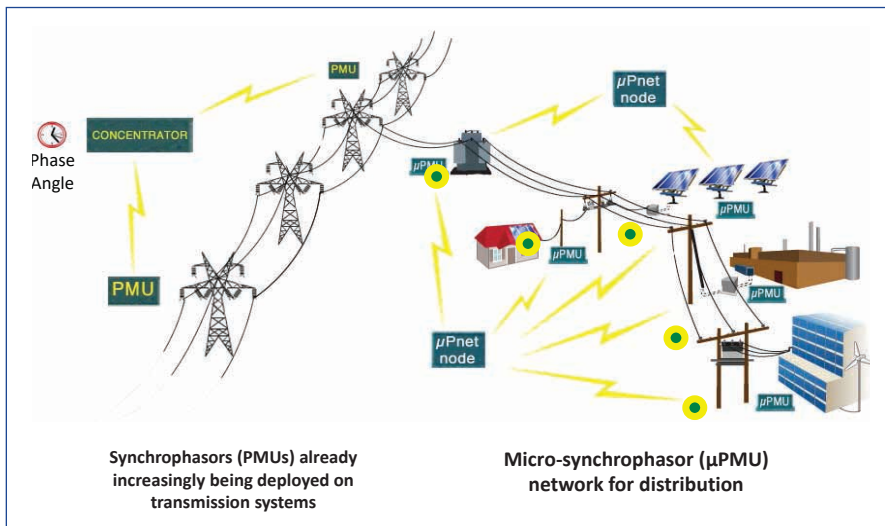 PMU
µPnet
node
CONCENTRATOR
Phase
Angle
µPMU
µPMU
µPMU
PMU
µPMU
µPnet
node
µPMU
Synchrophasors (PMUs) already
increasingly being deployed on
transmission systems
Micro-synchrophasor (µPMU)
network for distribution